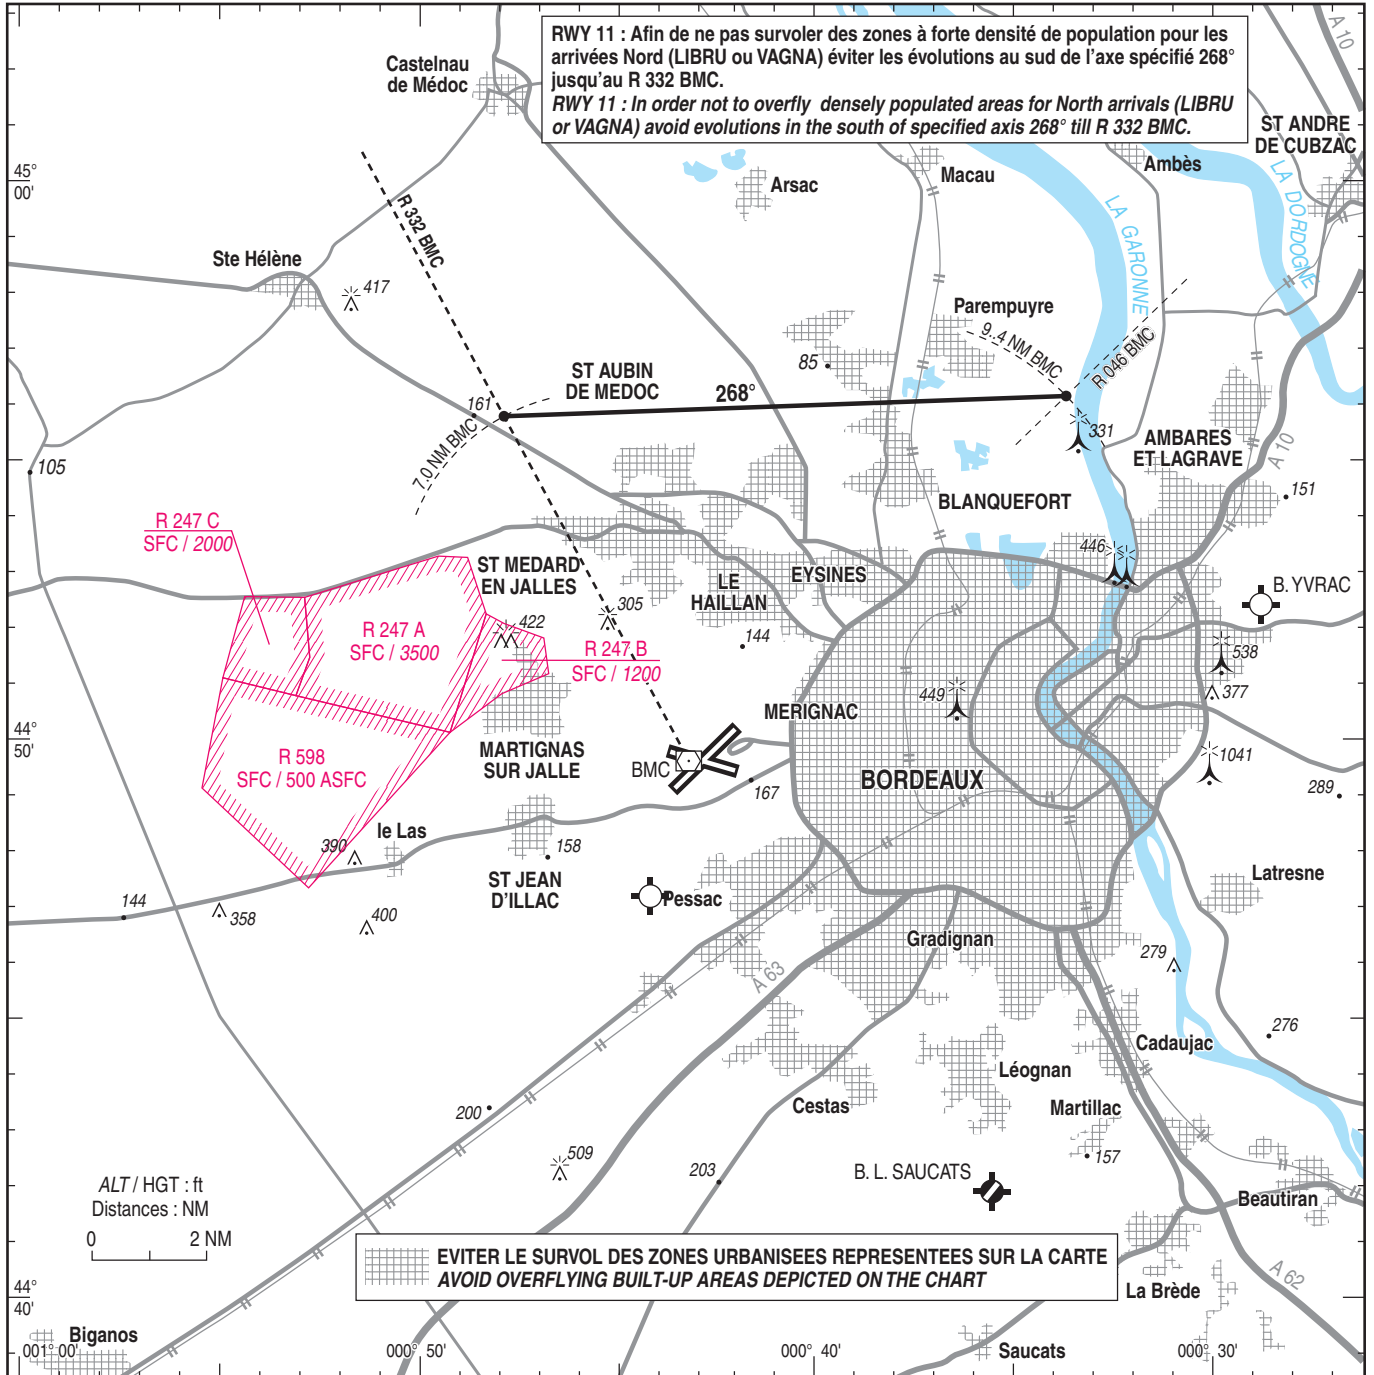 RWY 11 : Afin de ne pas survoler des zones à forte densité de population pour les
arrivées Nord (LIBRU ou VAGNA) éviter les évolutions au sud de l'axe spécifié 268°
jusqu'au R 332 BMC.
RWY 11 : In order not to overfly densely populated areas for North arrivals (LIBRU
or VAGNA) avoid evolutions in the south of specified axis 268° till R 332 BMC.
A 10
Castelnau
de Médoc
ST ANDRE
DE CUBZAC
45°
00'
Arsac
Macau
Ambès
LA GARONNE
LA DORDOGNE
R 332 BMC
Ste Hélène
417
Parempuyre
9.4 NM BMC
R 046 BMC
85
ST AUBIN
DE MEDOC
268°
161
7.0 NM BMC
331
AMBARES
ET LAGRAVE
A 10
105
151
BLANQUEFORT
R 247 C
SFC / 2000
446
ST MEDARD
EN JALLES
EYSINES
LE
HAILLAN
B. YVRAC
305
R 247 A
SFC / 3500
422
144
R 247 B
SFC / 1200
538
377
449
MERIGNAC
44°
50'
MARTIGNAS
SUR JALLE
BMC
R 598
SFC / 500 ASFC
BORDEAUX
1041
167
289
le Las
390
158
ST JEAN
D'ILLAC
Latresne
Pessac
144
358
400
Gradignan
279
A 63
276
Cadaujac
Léognan
Cestas
Martillac
200
157
509
203
B. L. SAUCATS
Beautiran
ALT / HGT : ft
Distances : NM
0
2 NM
EVITER LE SURVOL DES ZONES URBANISEES REPRESENTEES SUR LA CARTE
AVOID OVERFLYING BUILT-UP AREAS DEPICTED ON THE CHART
A 62
La Brède
44°
40'
Biganos
Saucats
001° 00'
000° 50'
000° 40'
000° 30'